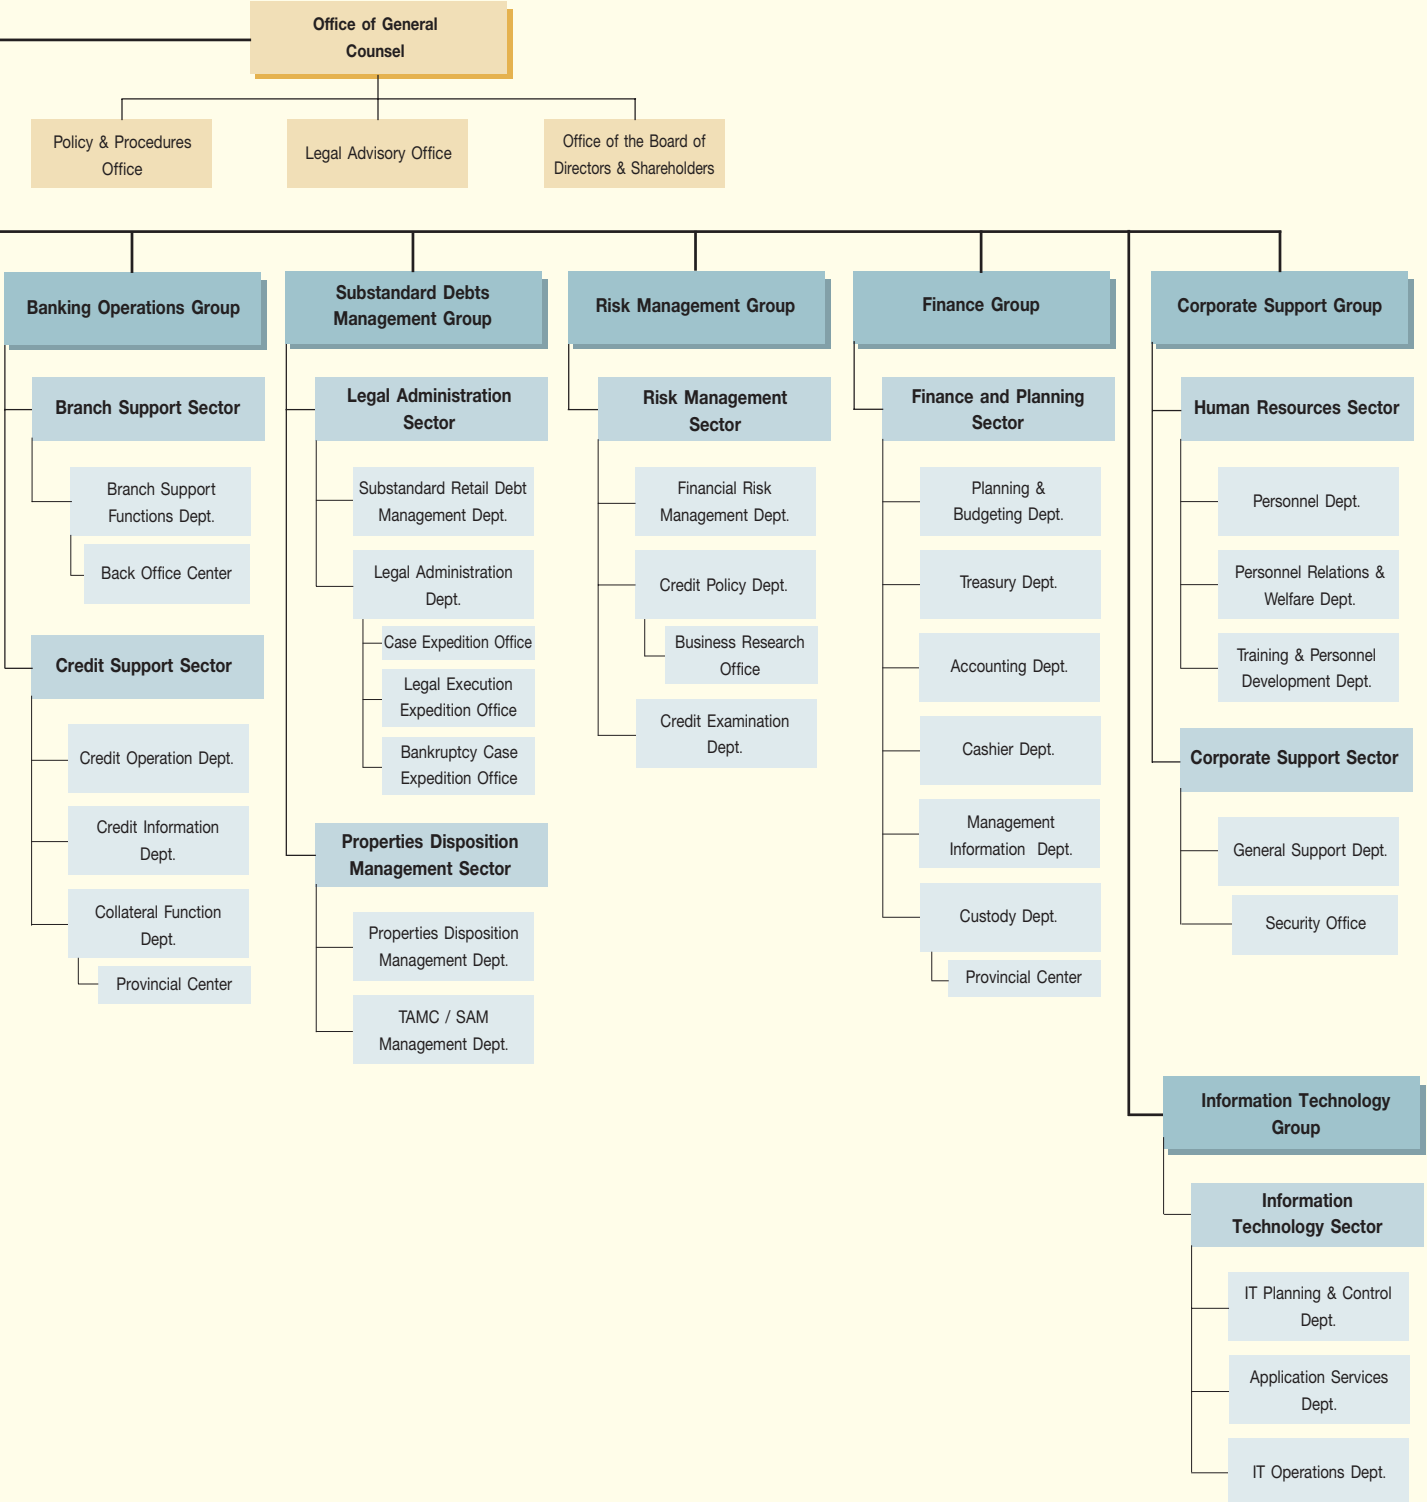 Office of General
Counsel
Policy & Procedures
Office
Legal Advisory Office
Office of the Board of
Directors & Shareholders
Banking Operations Group
Branch Support Sector
Branch Support
Functions Dept.
Back Office Center
Credit Support Sector
Credit Operation Dept.
Credit Information
Dept.
Collateral Function
Dept.
Provincial Center
Substandard Debts
Management Group
Legal Administration
Sector
Substandard Retail Debt
Management Dept.
Legal Administration
Dept.
Case Expedition Office
Legal Execution
Expedition Office
Bankruptcy Case
Expedition Office
Properties Disposition
Management Sector
Properties Disposition
Management Dept.
TAMC / SAM
Management Dept.
Risk Management Group
Risk Management
Sector
Financial Risk
Management Dept.
Credit Policy Dept.
Business Research
Office
Credit Examination
Dept.
Finance Group
Finance and Planning
Sector
Planning &
Budgeting Dept.
Treasury Dept.
Accounting Dept.
Cashier Dept.
Management
Information Dept.
Custody Dept.
Provincial Center
Corporate Support Group
Human Resources Sector
Personnel Dept.
Personnel Relations &
Welfare Dept.
Training & Personnel
Development Dept.
Corporate Support Sector
General Support Dept.
Security Office
Information Technology
Group
Information
Technology Sector
IT Planning & Control
Dept.
Application Services
Dept.
IT Operations Dept.